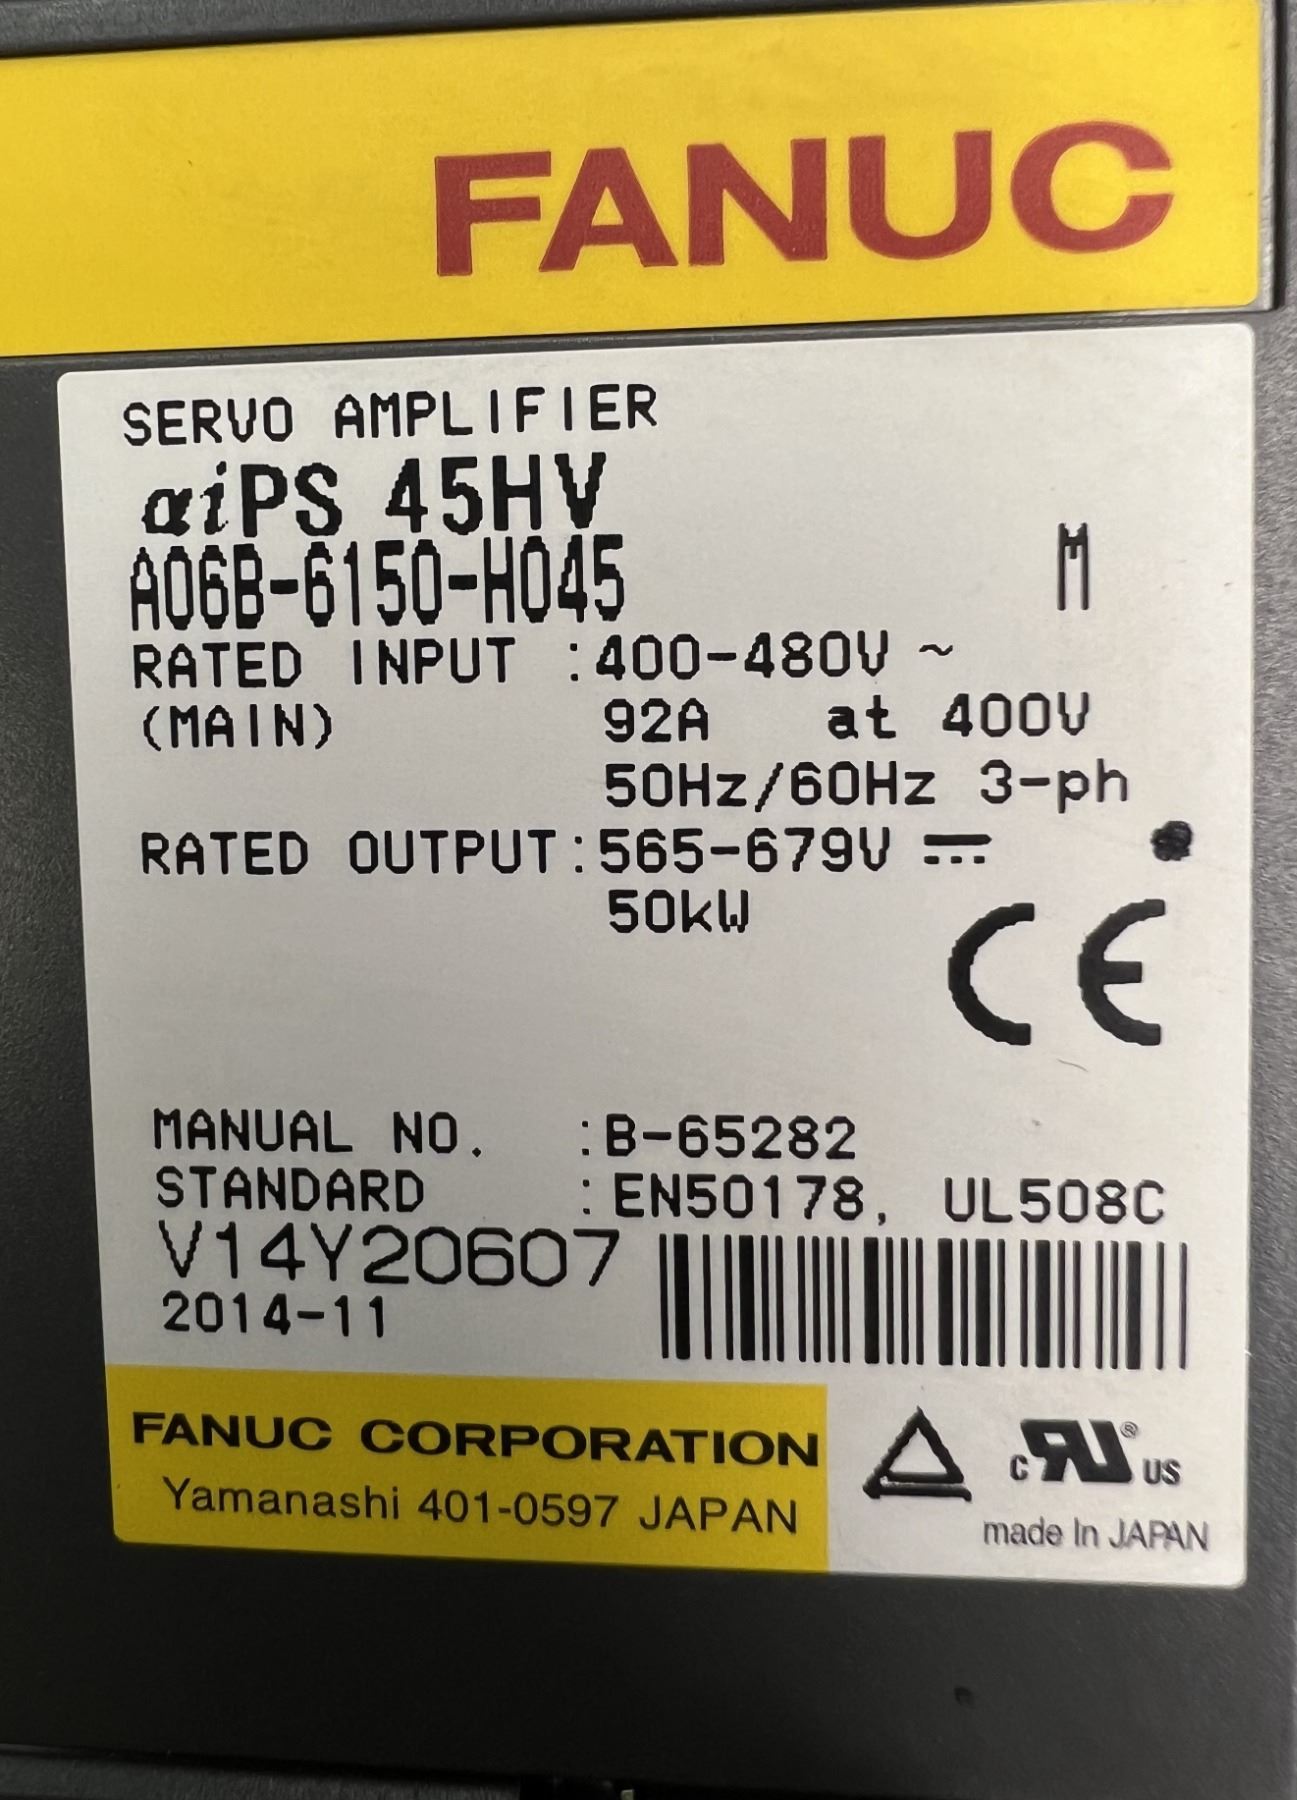 FANUC
SERVO AMPLIFIER
αiPS 45HV
A06B-6150-H045 M
RATED INPUT :400-480V ~
(MAIN) 92A at 400V
50Hz/60Hz 3-ph
RATED OUTPUT:565-679V ⎓
50kW
CE
MANUAL NO. :B-65282
STANDARD :EN50178, UL508C
V14Y20607
2014-11
FANUC CORPORATION
Yamanashi 401-0597 JAPAN
c RU ® US
made In JAPAN